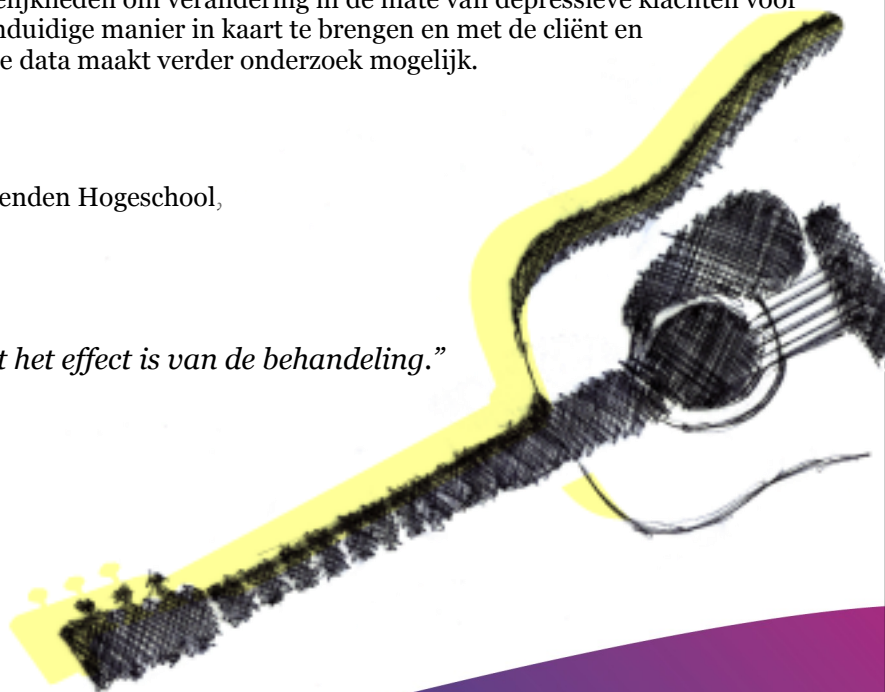 elijkheden om verandering in de mate van depressieve klachten voor
nduidige manier in kaart te brengen en met de cliënt en
e data maakt verder onderzoek mogelijk.
enden Hogeschool,
t het effect is van de behandeling.”